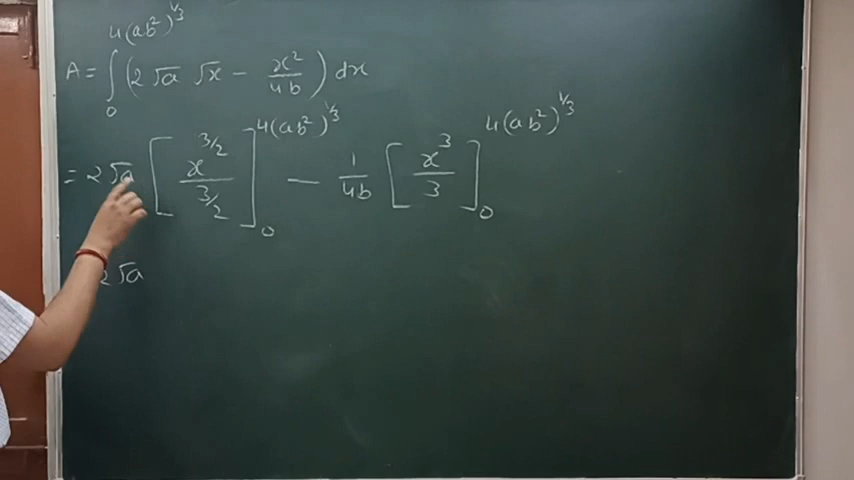 A = ∫₀^{4(ab²)^{1/3}} (2 √a √x − x²/4b) dx
= 2 √a [x^{3/2} / 3/2]₀^{4(ab²)^{1/3}} − 1/4b [x³/3]₀^{4(ab²)^{1/3}}
2 √a